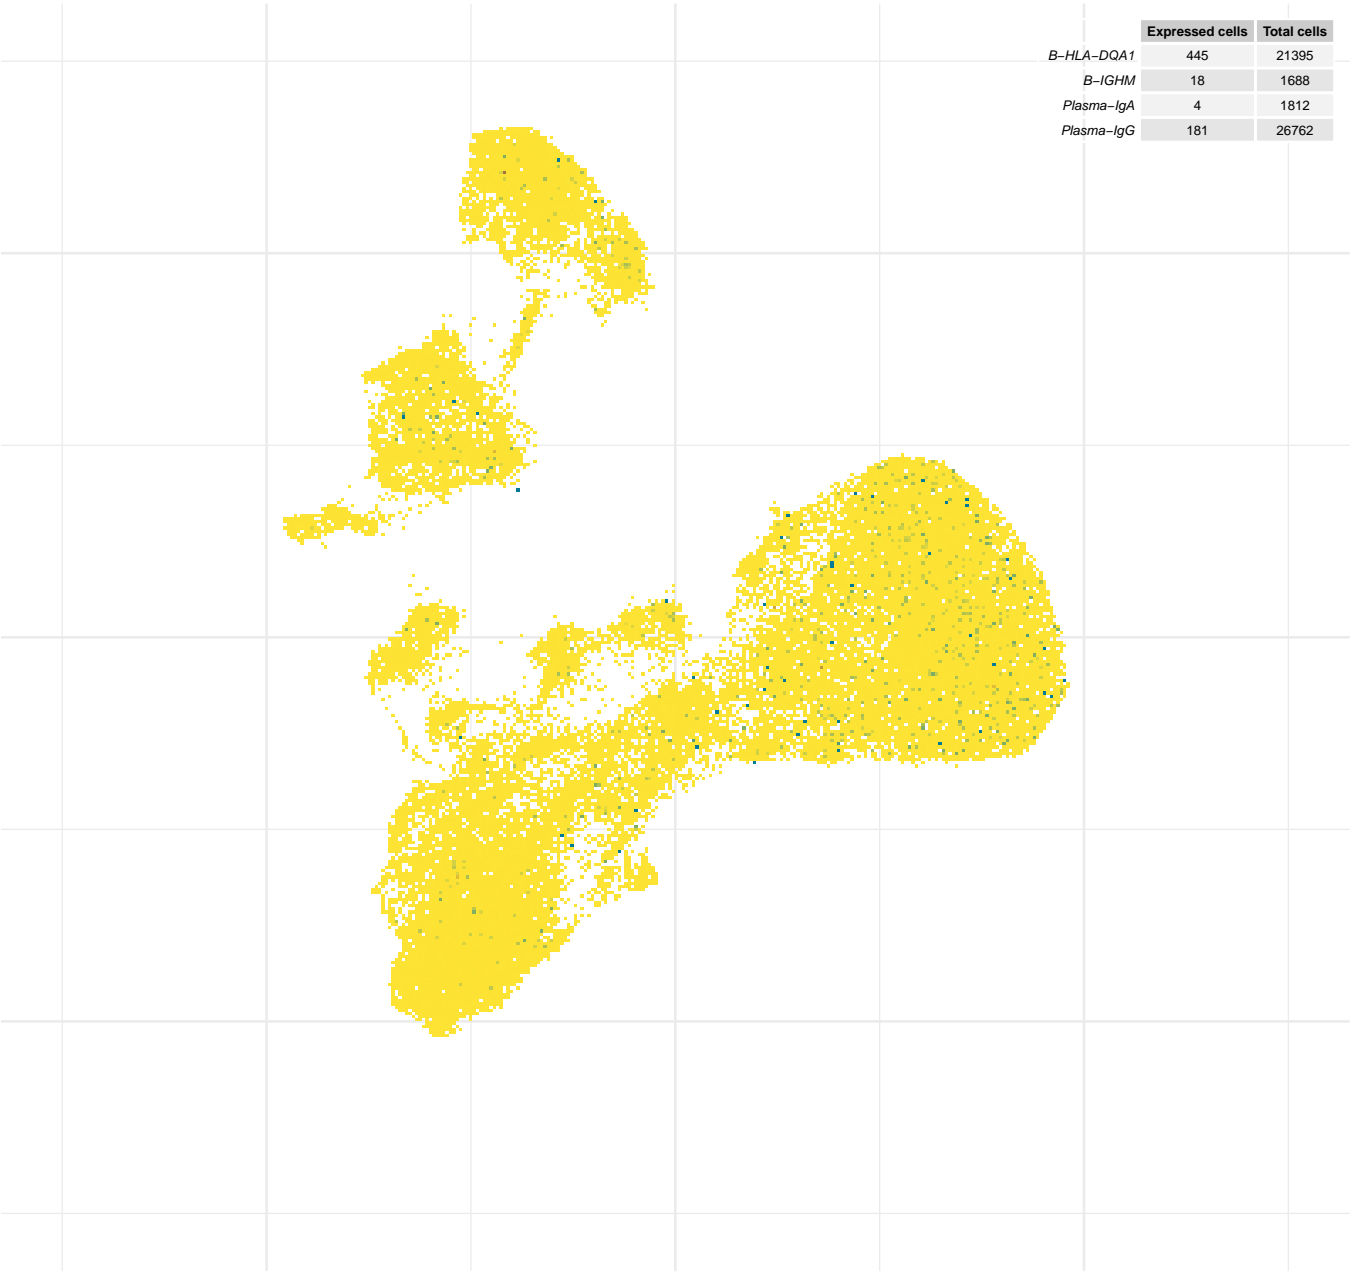 Expressed cells Total cells
B−HLA−DQA1 445 21395
B−IGHM 18 1688
Plasma−IgA 4 1812
Plasma−IgG 181 26762